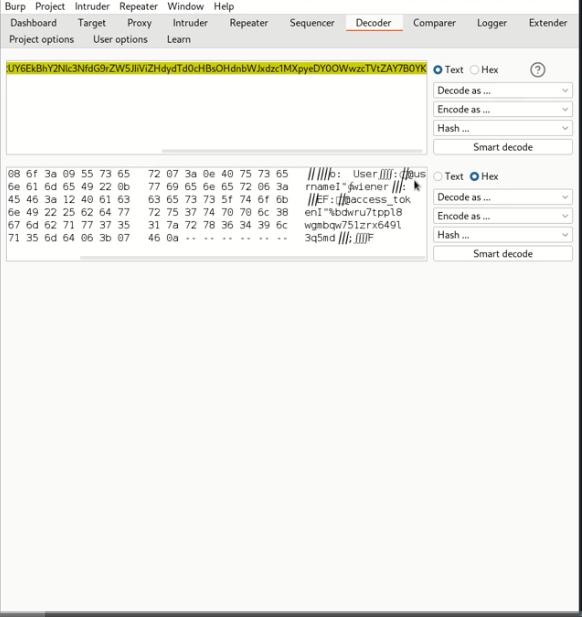 Burp Project Intruder Repeater Window Help
Dashboard Target Proxy Intruder Repeater Sequencer Decoder Comparer Logger Extender
Project options User options Learn
Text Hex ?
Decode as ...
Encode as ...
Hash ...
Smart decode
08 6f 3a 09 55 73 65 72 07 3a 0e 40 75 73 65 o: User @us
6e 61 6d 65 49 22 0b 77 69 65 6e 65 72 06 3a rnameI" wiener :
45 46 3a 12 40 61 63 63 65 73 73 5f 74 6f 6b EF: @access_tok
6e 49 22 25 62 64 77 72 75 37 74 70 70 6c 38 enI"%bdwru7tppl8
67 6d 62 71 77 37 35 31 7a 72 78 36 34 39 6c wgmbqw751zrx649l
71 35 6d 64 06 3b 07 46 0a -- -- -- -- -- -- 3q5md ; F
Text Hex
Decode as ...
Encode as ...
Hash ...
Smart decode